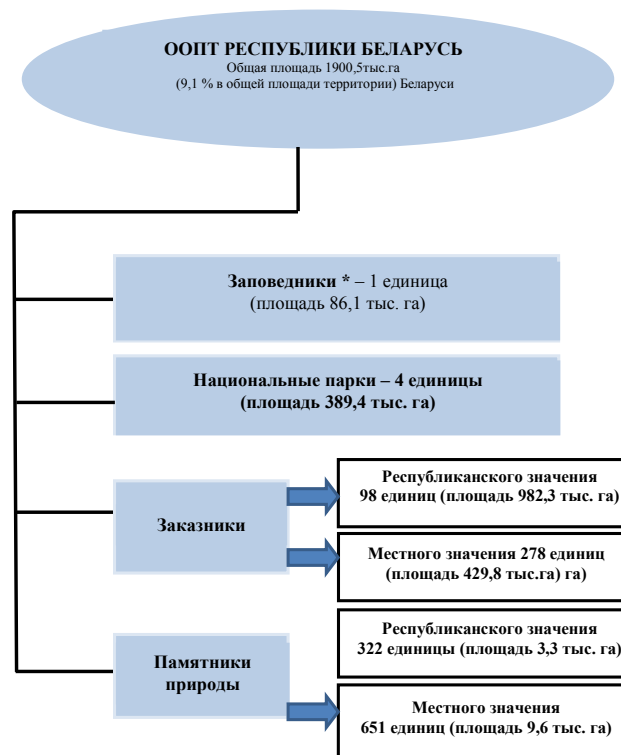 ООПТ РЕСПУБЛИКИ БЕЛАРУСЬ
Общая площадь 1900,5тыс.га
(9,1 % в общей площади территории) Беларуси
Заповедники * – 1 единица
(площадь 86,1 тыс. га)
Национальные парки – 4 единицы
(площадь 389,4 тыс. га)
Заказники
Республиканского значения
98 единиц (площадь 982,3 тыс. га)
Местного значения 278 единиц
(площадь 429,8 тыс.га) га)
Памятники
природы
Республиканского значения
322 единицы (площадь 3,3 тыс. га)
Местного значения
651 единиц (площадь 9,6 тыс. га)